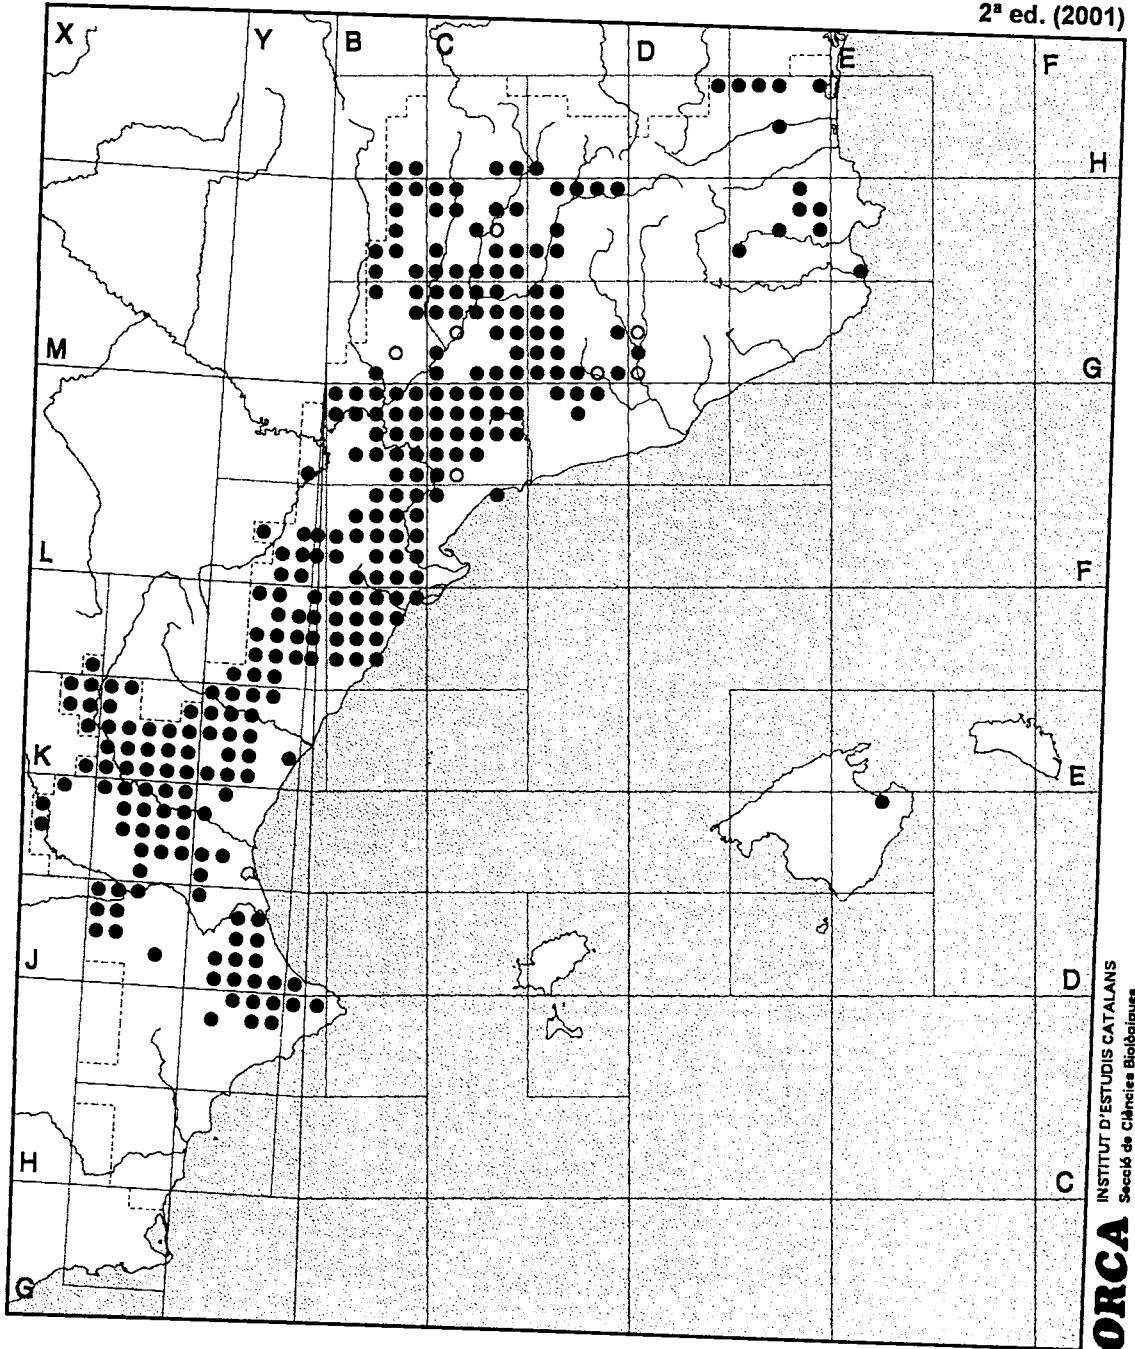 2ª ed. (2001)
X
Y
B
C
D
E
F
H
M
G
L
F
K
E
J
D
H
C
G
INSTITUT D'ESTUDIS CATALANS
Secció de Ciències Biològiques
ORCA